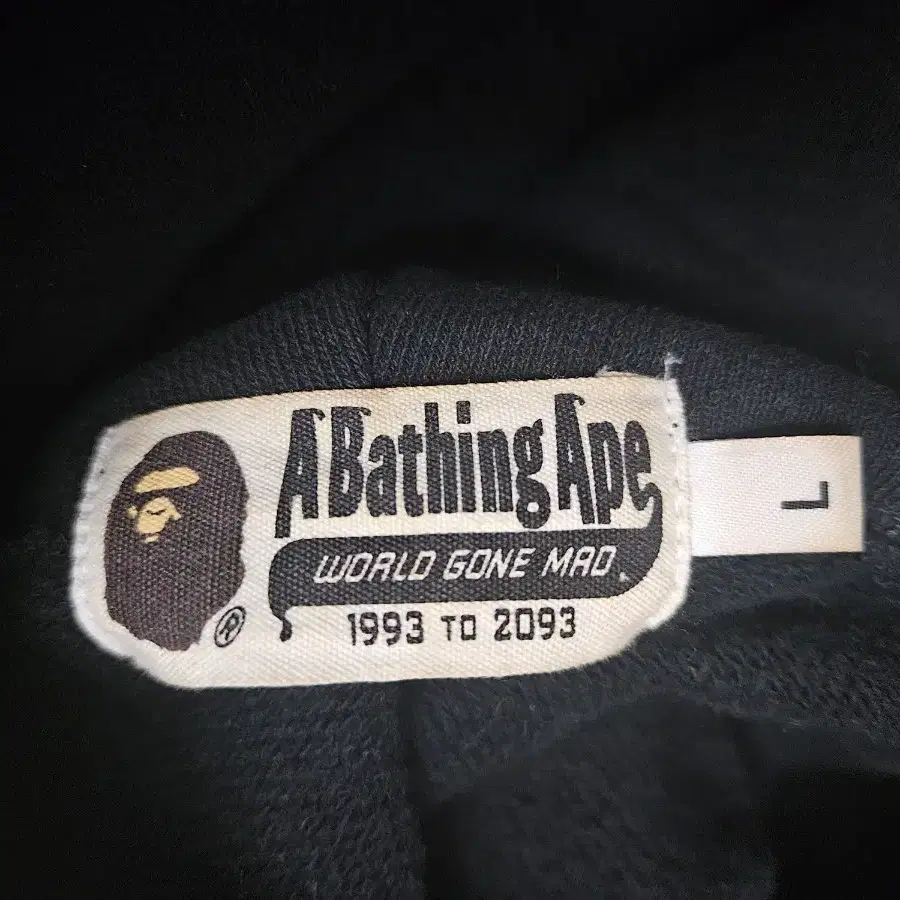 A Bathing Ape
WORLD GONE MAD.
1993 TO 2093
®
L